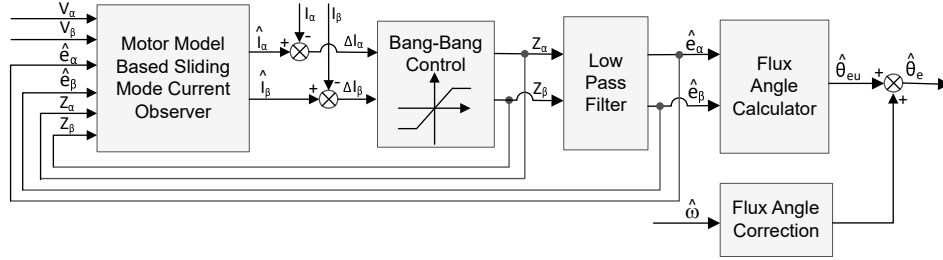 Vα
Vβ
êα
êβ
Zα
Zβ
Motor Model
Based Sliding
Mode Current
Observer
Îα
Îβ
Iα
Iβ
+
-
+
-
ΔIα
ΔIβ
Bang-Bang
Control
Zα
Zβ
Low
Pass
Filter
êα
êβ
Flux
Angle
Calculator
θ̂eu
+
+
θ̂e
ω̂
Flux Angle
Correction